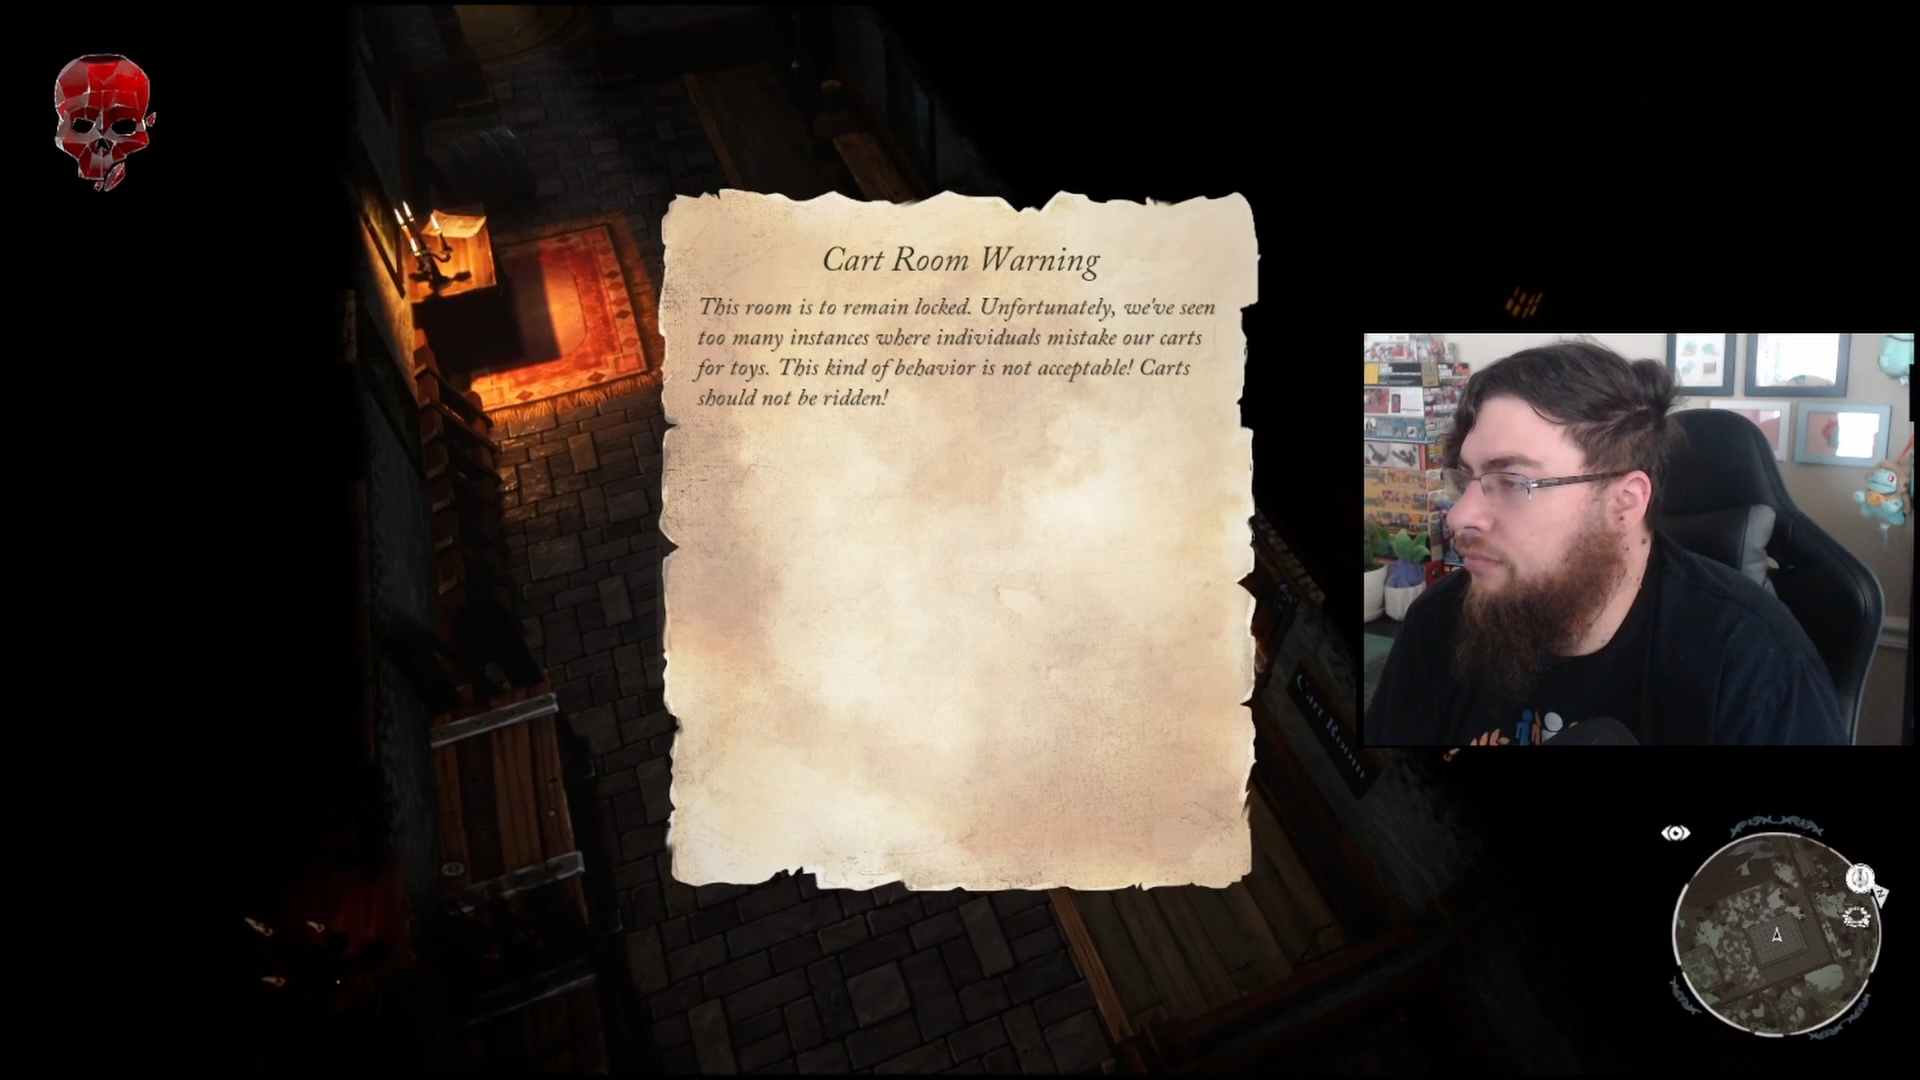 Cart Room Warning
This room is to remain locked. Unfortunately, we've seen
too many instances where individuals mistake our carts
for toys. This kind of behavior is not acceptable! Carts
should not be ridden!
Cart Room